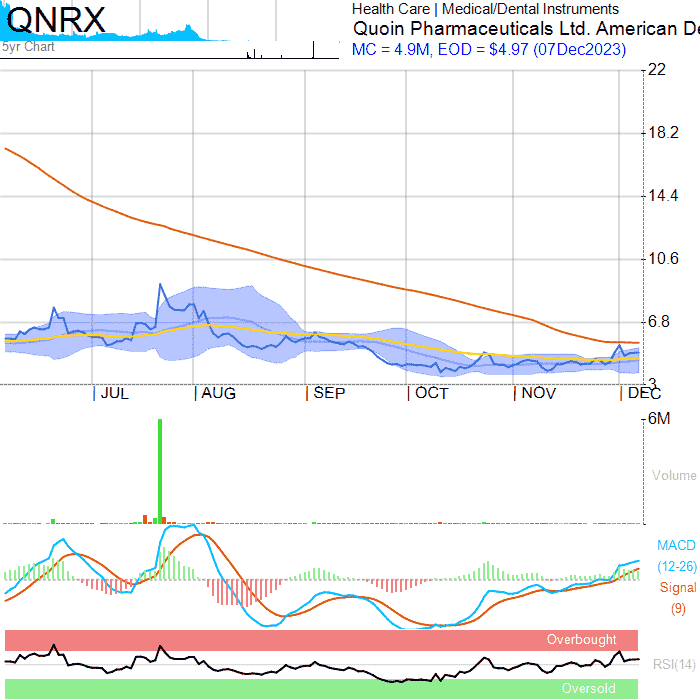 QNRX
5yr Chart
Health Care | Medical/Dental Instruments
Quoin Pharmaceuticals Ltd. American De
MC = 4.9M, EOD = $4.97 (07Dec2023)
22
18.2
14.4
10.6
6.8
3
JUL AUG SEP OCT NOV DEC
6M
Volume
MACD
(12-26)
Signal
(9)
Overbought
RSI(14)
Oversold